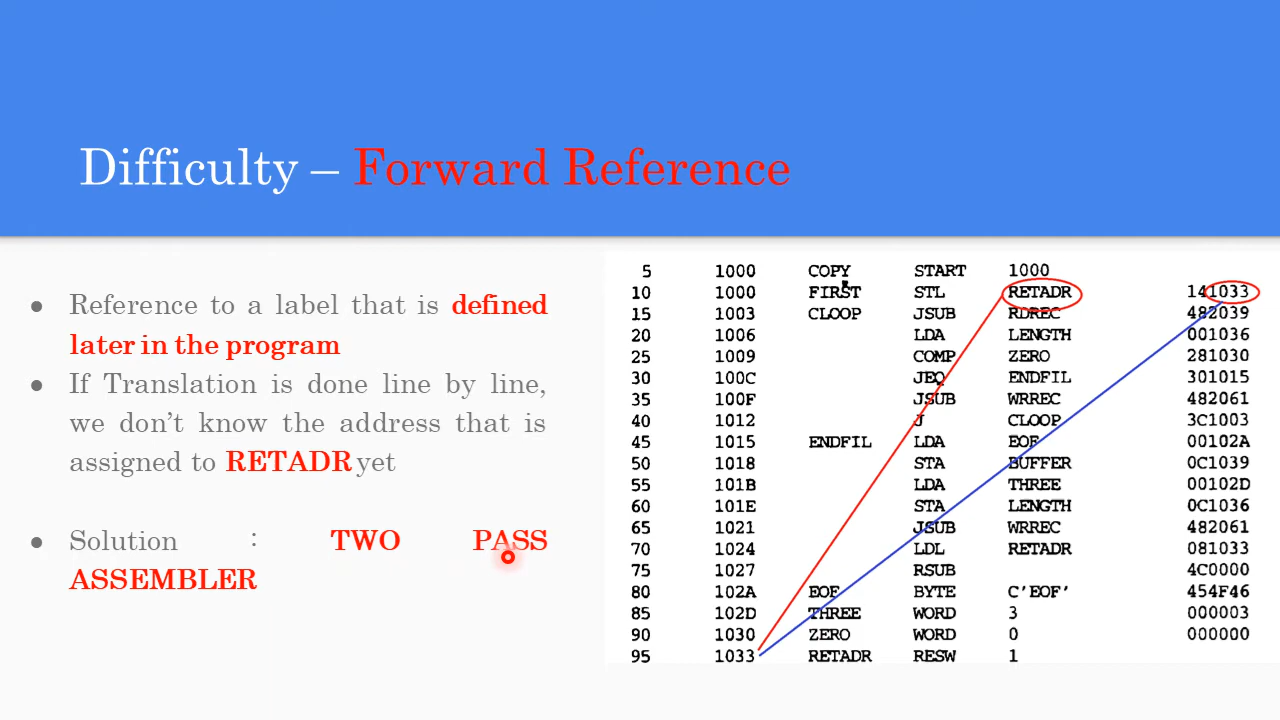 Difficulty – Forward Reference
● Reference to a label that is defined
later in the program
● If Translation is done line by line,
we don't know the address that is
assigned to RETADR yet
● Solution : TWO PASS
ASSEMBLER
5 1000 COPY START 1000
10 1000 FIRST STL RETADR 141033
15 1003 CLOOP JSUB RDREC 482039
20 1006 LDA LENGTH 001036
25 1009 COMP ZERO 281030
30 100C JEQ ENDFIL 301015
35 100F JSUB WRREC 482061
40 1012 J CLOOP 3C1003
45 1015 ENDFIL LDA EOF 00102A
50 1018 STA BUFFER 0C1039
55 101B LDA THREE 00102D
60 101E STA LENGTH 0C1036
65 1021 JSUB WRREC 482061
70 1024 LDL RETADR 081033
75 1027 RSUB 4C0000
80 102A EOF BYTE C'EOF' 454F46
85 102D THREE WORD 3 000003
90 1030 ZERO WORD 0 000000
95 1033 RETADR RESW 1